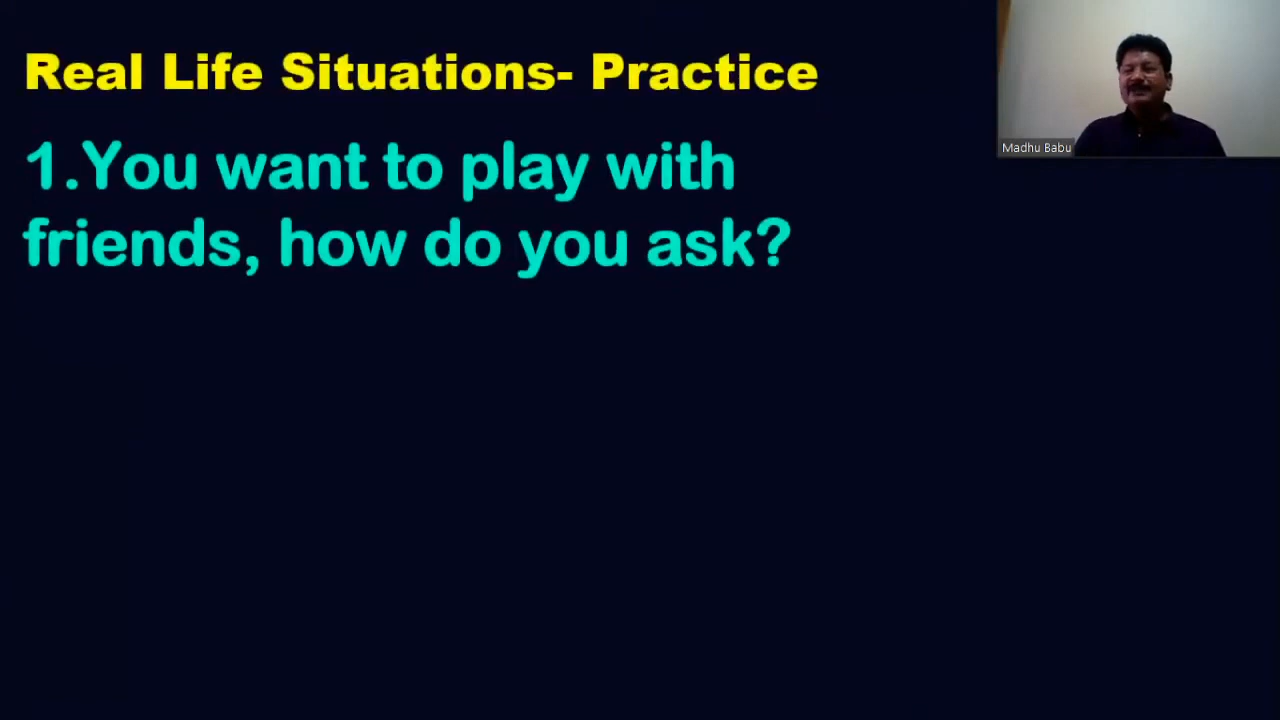 Real Life Situations- Practice
1.You want to play with
friends, how do you ask?
Madhu Babu